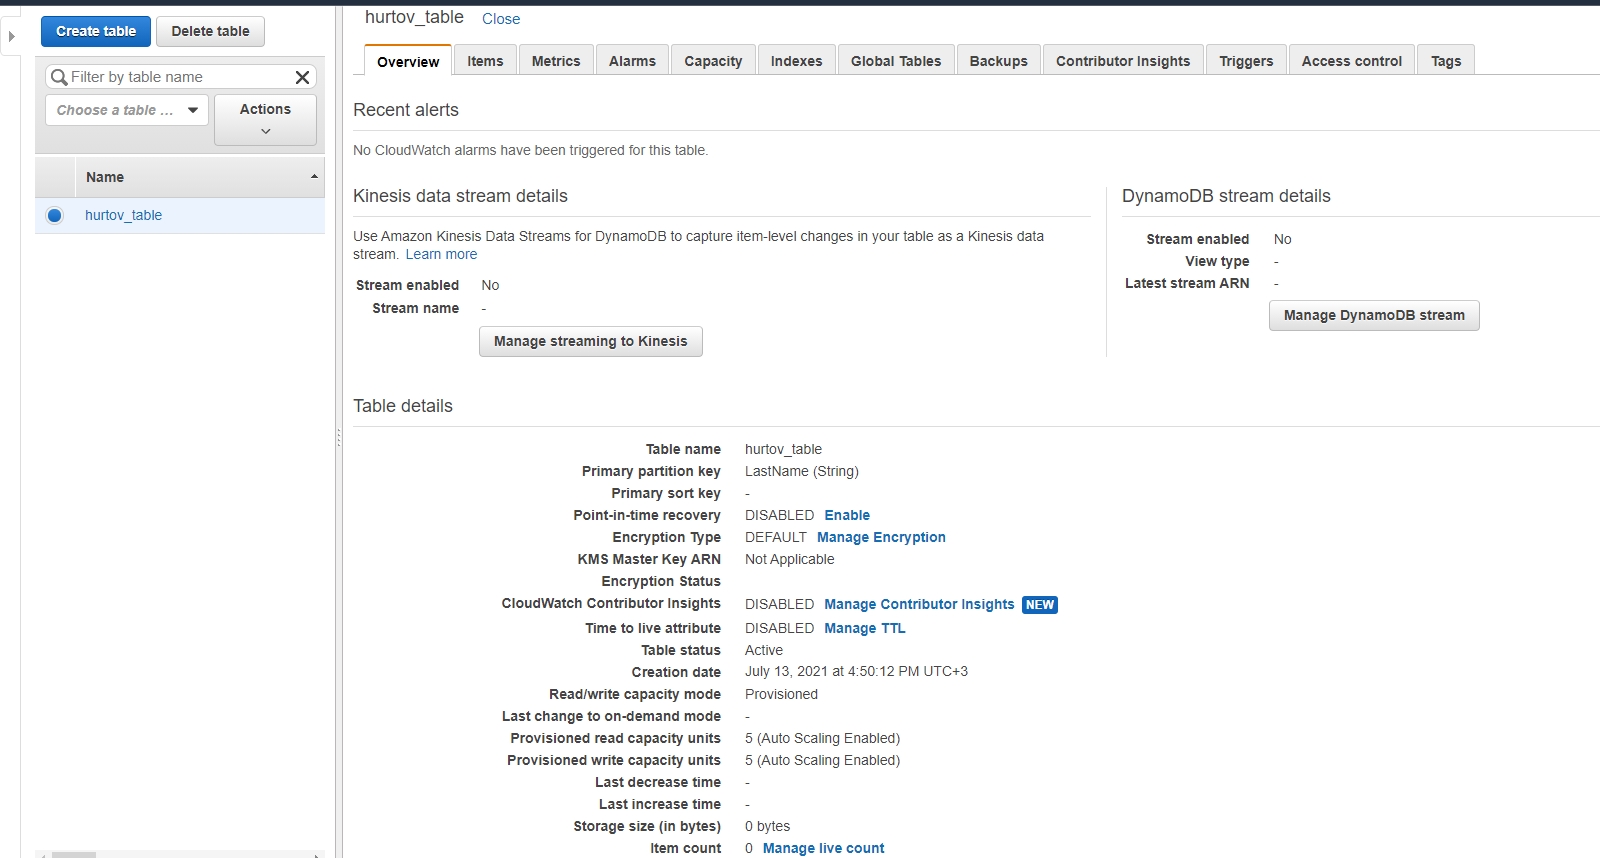 Create table
Delete table
Filter by table name
Choose a table ...
Actions
Name
hurtov_table
hurtov_table
Close
Overview
Items
Metrics
Alarms
Capacity
Indexes
Global Tables
Backups
Contributor Insights
Triggers
Access control
Tags
Recent alerts
No CloudWatch alarms have been triggered for this table.
Kinesis data stream details
Use Amazon Kinesis Data Streams for DynamoDB to capture item-level changes in your table as a Kinesis data
stream. Learn more
Stream enabled No
Stream name -
Manage streaming to Kinesis
DynamoDB stream details
Stream enabled No
View type -
Latest stream ARN -
Manage DynamoDB stream
Table details
Table name hurtov_table
Primary partition key LastName (String)
Primary sort key -
Point-in-time recovery DISABLED Enable
Encryption Type DEFAULT Manage Encryption
KMS Master Key ARN Not Applicable
Encryption Status
CloudWatch Contributor Insights DISABLED Manage Contributor Insights NEW
Time to live attribute DISABLED Manage TTL
Table status Active
Creation date July 13, 2021 at 4:50:12 PM UTC+3
Read/write capacity mode Provisioned
Last change to on-demand mode -
Provisioned read capacity units 5 (Auto Scaling Enabled)
Provisioned write capacity units 5 (Auto Scaling Enabled)
Last decrease time -
Last increase time -
Storage size (in bytes) 0 bytes
Item count 0 Manage live count